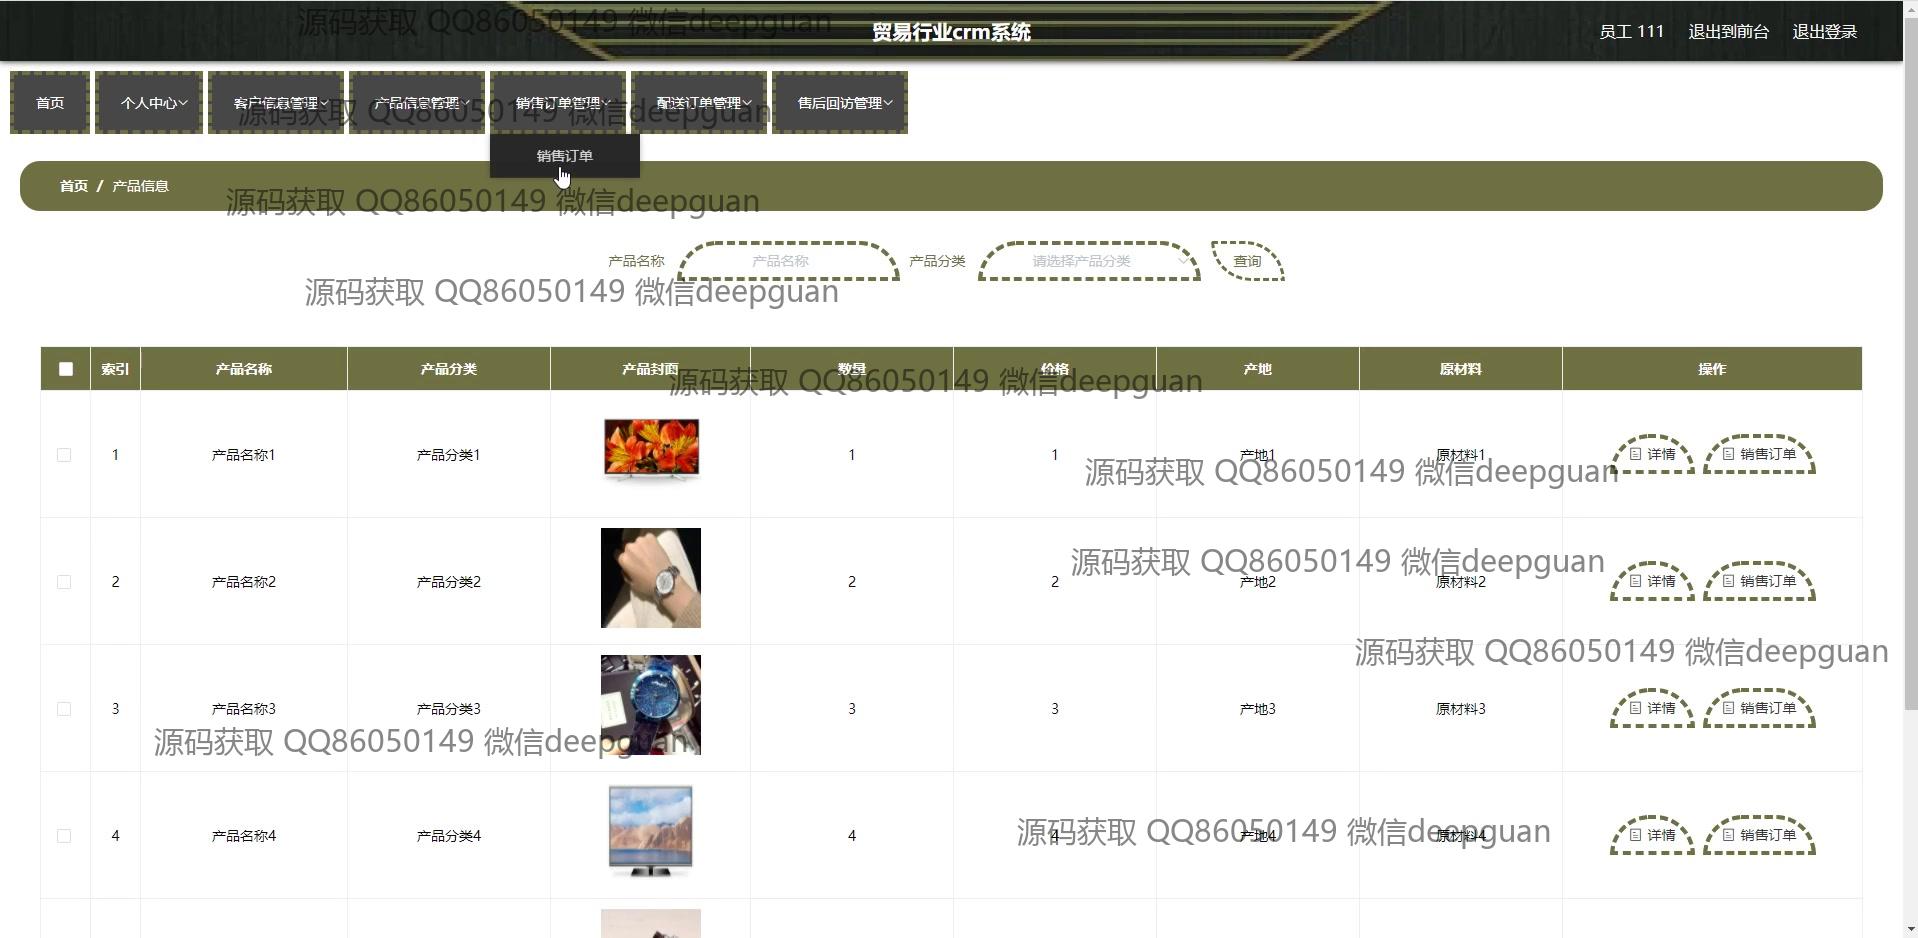 源码获取 QQ86050149 微信deepguan
贸易行业crm系统
员工 111 退出到前台 退出登录
首页 个人中心 客户信息管理 产品信息管理 销售订单管理 配送订单管理 售后回访管理
源码获取 QQ86050149 微信deepguan
销售订单
首页 / 产品信息
源码获取 QQ86050149 微信deepguan
产品名称 产品名称 产品分类 请选择产品分类 查询
源码获取 QQ86050149 微信deepguan
索引 产品名称 产品分类 产品封面 数量 价格 产地 原材料 操作
源码获取 QQ86050149 微信deepguan
1 产品名称1 产品分类1 1 1 产地1 原材料1 详情 销售订单
源码获取 QQ86050149 微信deepguan
源码获取 QQ86050149 微信deepguan
2 产品名称2 产品分类2 2 2 产地2 原材料2 详情 销售订单
源码获取 QQ86050149 微信deepguan
3 产品名称3 产品分类3 3 3 产地3 原材料3 详情 销售订单
源码获取 QQ86050149 微信deepguan
4 产品名称4 产品分类4 4 4 产地4 原材料4 详情 销售订单
源码获取 QQ86050149 微信deepguan